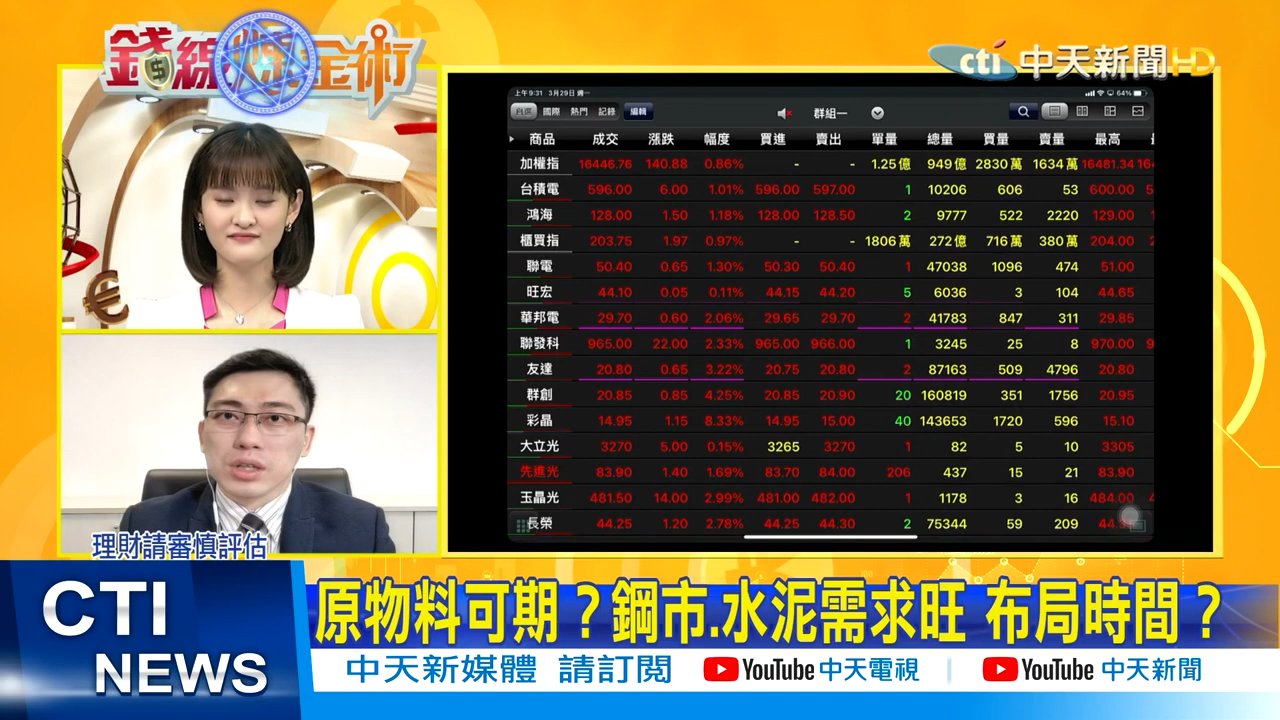 錢線煉金術
cti 中天新聞HD
上午9:31 3月29日 週一 64%
自選 國際 熱門 記錄 編輯 群組一
商品 成交 漲跌 幅度 買進 賣出 單量 總量 買量 賣量 最高
加權指 16446.76 140.88 0.86% - - 1.25億 949億 2830萬 1634萬 16481.34 164
台積電 596.00 6.00 1.01% 596.00 597.00 1 10206 606 53 600.00 5
鴻海 128.00 1.50 1.18% 128.00 128.50 2 9777 522 2220 129.00 1
櫃買指 203.75 1.97 0.97% - - 1806萬 272億 716萬 380萬 204.00 2
聯電 50.40 0.65 1.30% 50.30 50.40 1 47038 1096 474 51.00
旺宏 44.10 0.05 0.11% 44.15 44.20 5 6036 3 104 44.65
華邦電 29.70 0.60 2.06% 29.65 29.70 2 41783 847 311 29.85
聯發科 965.00 22.00 2.33% 965.00 966.00 1 3245 25 8 970.00 9
友達 20.80 0.65 3.22% 20.75 20.80 2 87163 509 4796 20.80
群創 20.85 0.85 4.25% 20.85 20.90 20 160819 351 1756 20.95
彩晶 14.95 1.15 8.33% 14.95 15.00 40 143653 1720 596 15.10
大立光 3270 5.00 0.15% 3265 3270 1 82 5 10 3305
先進光 83.90 1.40 1.69% 83.70 84.00 206 437 15 21 83.90
玉晶光 481.50 14.00 2.99% 481.00 482.00 1 1178 3 16 484.00 4
長榮 44.25 1.20 2.78% 44.25 44.30 2 75344 59 209
理財請審慎評估
CTI NEWS
原物料可期？鋼市.水泥需求旺 布局時間？
中天新媒體 請訂閱 YouTube 中天電視 YouTube 中天新聞